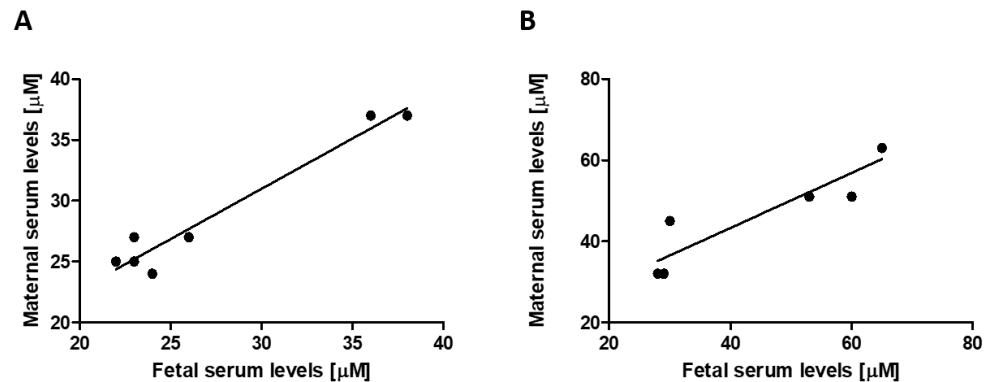 A
B
Maternal serum levels [μM]
40
35
30
25
20
20 25 30 35 40
Fetal serum levels [μM]
Maternal serum levels [μM]
80
60
40
20
20 40 60 80
Fetal serum levels [μM]